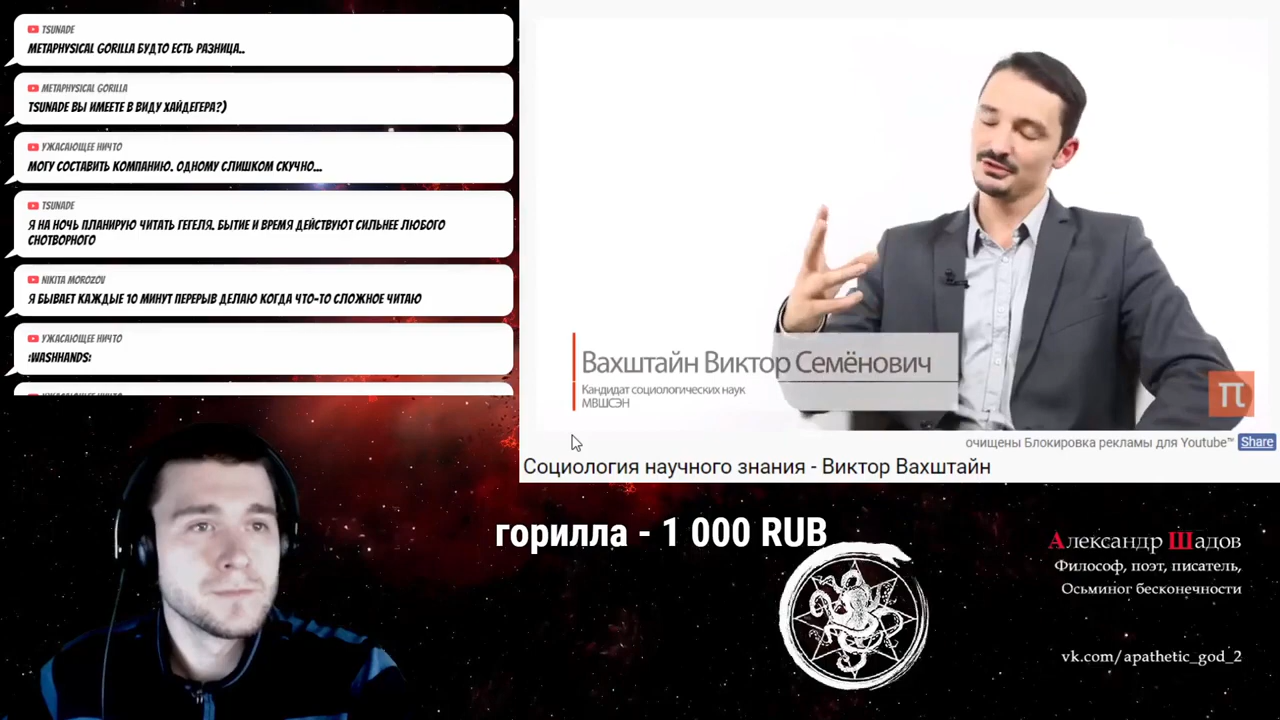 TSUNADE
METAPHYSICAL GORILLA БУДТО ЕСТЬ РАЗНИЦА..
METAPHYSICAL GORILLA
TSUNADE ВЫ ИМЕЕТЕ В ВИДУ ХАЙДЕГЕРА?)
УЖАСАЮЩЕЕ НИЧТО
МОГУ СОСТАВИТЬ КОМПАНИЮ. ОДНОМУ СЛИШКОМ СКУЧНО...
TSUNADE
Я НА НОЧЬ ПЛАНИРУЮ ЧИТАТЬ ГЕГЕЛЯ. БЫТИЕ И ВРЕМЯ ДЕЙСТВУЮТ СИЛЬНЕЕ ЛЮБОГО
СНОТВОРНОГО
NIKITA MOROZOV
Я БЫВАЕТ КАЖДЫЕ 10 МИНУТ ПЕРЕРЫВ ДЕЛАЮ КОГДА ЧТО-ТО СЛОЖНОЕ ЧИТАЮ
УЖАСАЮЩЕЕ НИЧТО
:WASHHANDS:
Вахштайн Виктор Семёнович
Кандидат социологических наук
МВШСЭН
π
очищены Блокировка рекламы для Youtube™ Share
Социология научного знания - Виктор Вахштайн
горилла - 1 000 RUB
Александр Шадов
Философ, поэт, писатель,
Осьминог бесконечности
vk.com/apathetic_god_2